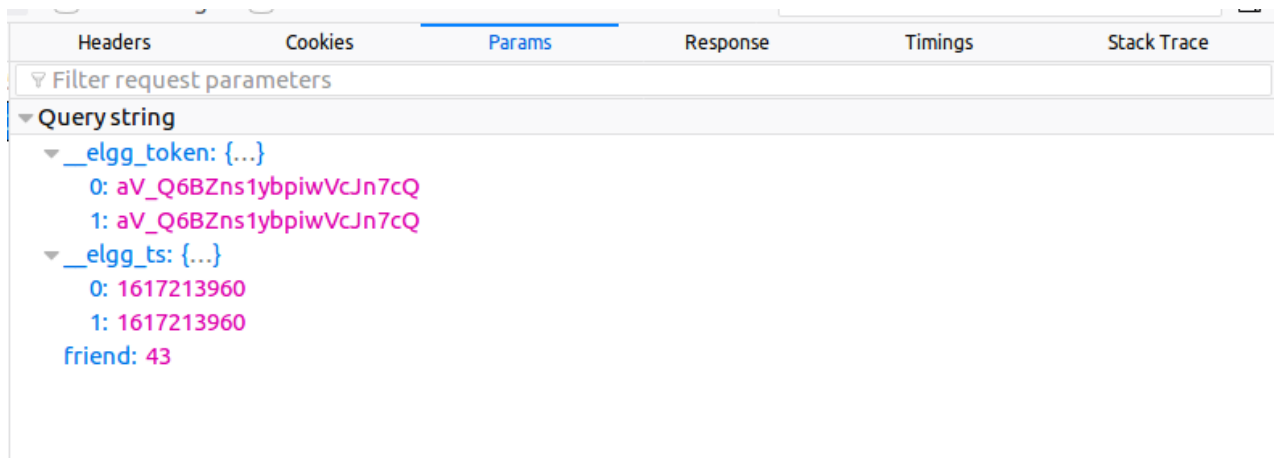 Headers Cookies Params Response Timings Stack Trace
Filter request parameters
Query string
__elgg_token: {…}
0: aV_Q6BZns1ybpiwVcJn7cQ
1: aV_Q6BZns1ybpiwVcJn7cQ
__elgg_ts: {…}
0: 1617213960
1: 1617213960
friend: 43